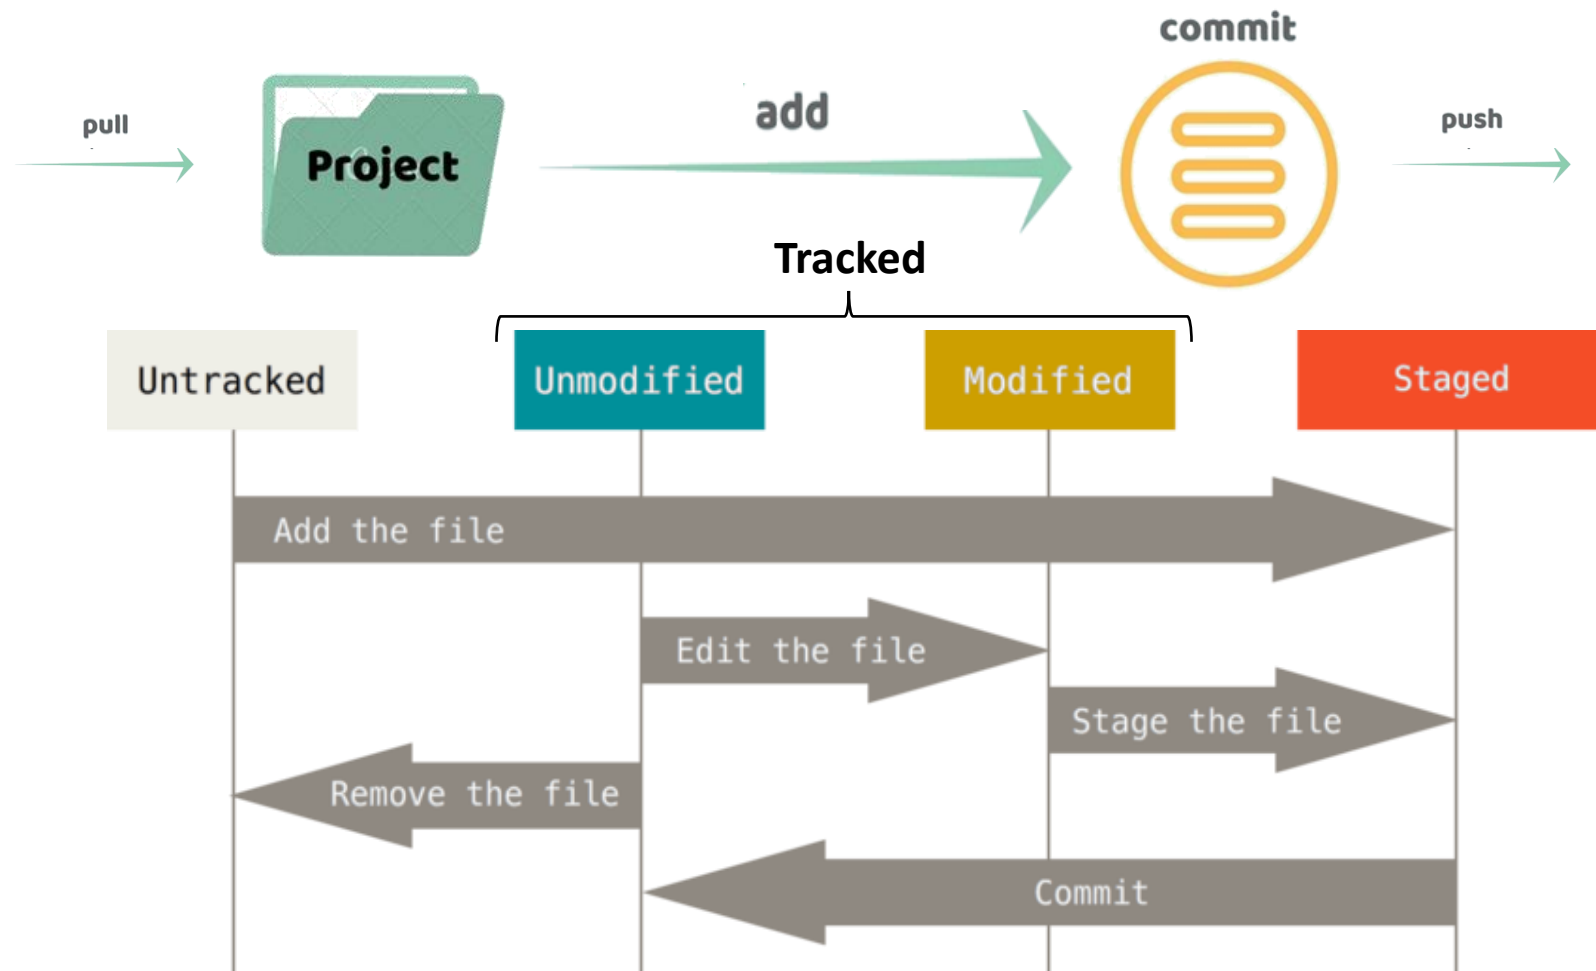 commit
pull
add
push
Project
Tracked
Untracked
Unmodified
Modified
Staged
Add the file
Edit the file
Stage the file
Remove the file
Commit